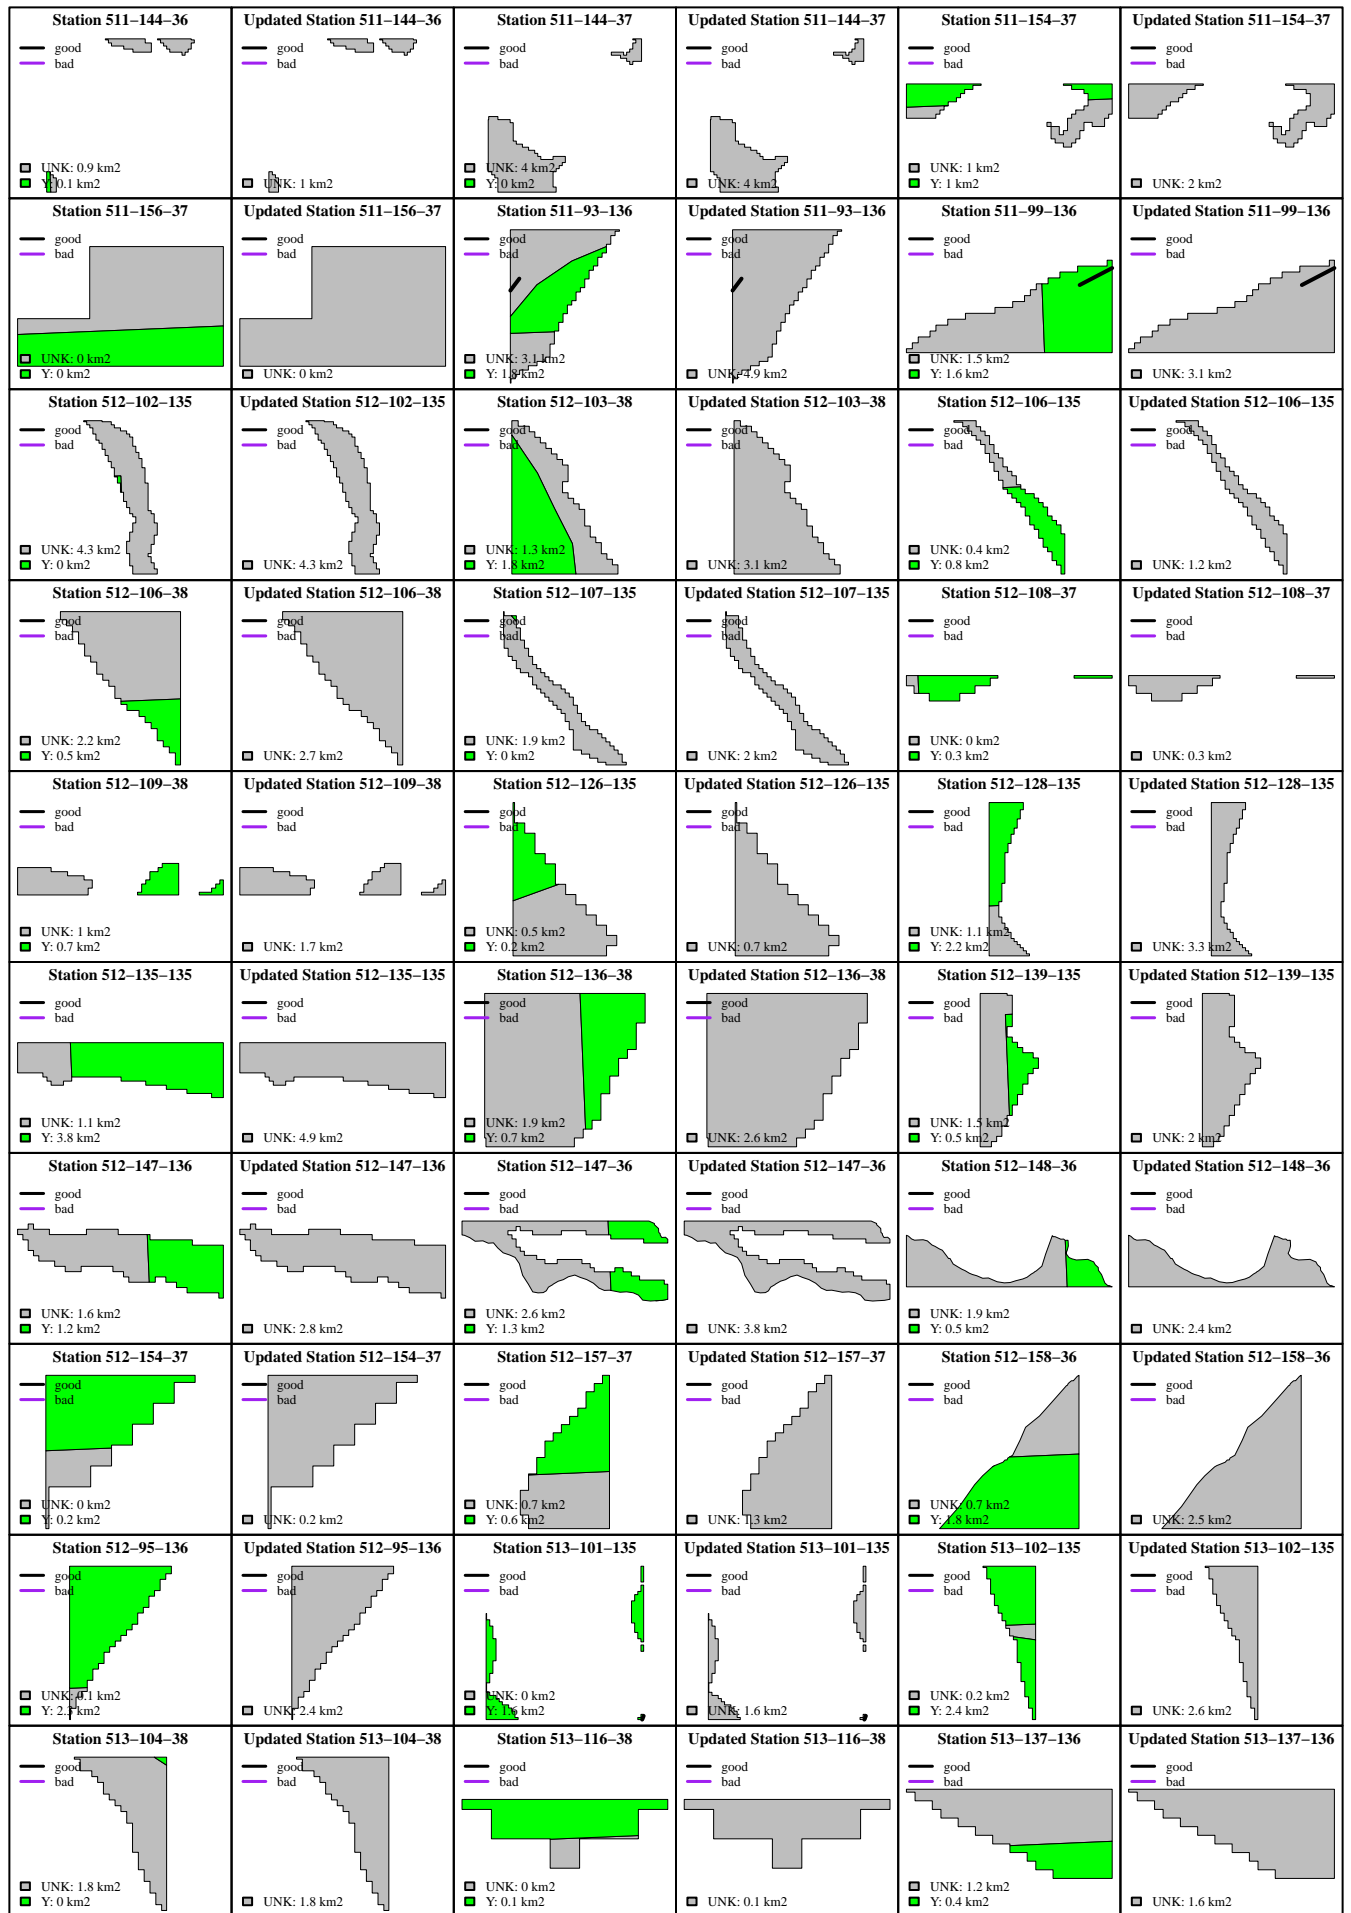 Station 511–144–36
good
bad
UNK: 0.9 km2
Y: 0.1 km2
Updated Station 511–144–36
good
bad
UNK: 1 km2
Station 511–144–37
good
bad
UNK: 4 km2
Y: 0 km2
Updated Station 511–144–37
good
bad
UNK: 4 km2
Station 511–154–37
good
bad
UNK: 1 km2
Y: 1 km2
Updated Station 511–154–37
good
bad
UNK: 2 km2
Station 511–156–37
good
bad
UNK: 0 km2
Y: 0 km2
Updated Station 511–156–37
good
bad
UNK: 0 km2
Station 511–93–136
good
bad
UNK: 3.1 km2
Y: 1.8 km2
Updated Station 511–93–136
good
bad
UNK: 4.9 km2
Station 511–99–136
good
bad
UNK: 1.5 km2
Y: 1.6 km2
Updated Station 511–99–136
good
bad
UNK: 3.1 km2
Station 512–102–135
good
bad
UNK: 4.3 km2
Y: 0 km2
Updated Station 512–102–135
good
bad
UNK: 4.3 km2
Station 512–103–38
good
bad
UNK: 1.3 km2
Y: 1.8 km2
Updated Station 512–103–38
good
bad
UNK: 3.1 km2
Station 512–106–135
good
bad
UNK: 0.4 km2
Y: 0.8 km2
Updated Station 512–106–135
good
bad
UNK: 1.2 km2
Station 512–106–38
good
bad
UNK: 2.2 km2
Y: 0.5 km2
Updated Station 512–106–38
good
bad
UNK: 2.7 km2
Station 512–107–135
good
bad
UNK: 1.9 km2
Y: 0 km2
Updated Station 512–107–135
good
bad
UNK: 2 km2
Station 512–108–37
good
bad
UNK: 0 km2
Y: 0.3 km2
Updated Station 512–108–37
good
bad
UNK: 0.3 km2
Station 512–109–38
good
bad
UNK: 1 km2
Y: 0.7 km2
Updated Station 512–109–38
good
bad
UNK: 1.7 km2
Station 512–126–135
good
bad
UNK: 0.5 km2
Y: 0.2 km2
Updated Station 512–126–135
good
bad
UNK: 0.7 km2
Station 512–128–135
good
bad
UNK: 1.1 km2
Y: 2.2 km2
Updated Station 512–128–135
good
bad
UNK: 3.3 km2
Station 512–135–135
good
bad
UNK: 1.1 km2
Y: 3.8 km2
Updated Station 512–135–135
good
bad
UNK: 4.9 km2
Station 512–136–38
good
bad
UNK: 1.9 km2
Y: 0.7 km2
Updated Station 512–136–38
good
bad
UNK: 2.6 km2
Station 512–139–135
good
bad
UNK: 1.5 km2
Y: 0.5 km2
Updated Station 512–139–135
good
bad
UNK: 2 km2
Station 512–147–136
good
bad
UNK: 1.6 km2
Y: 1.2 km2
Updated Station 512–147–136
good
bad
UNK: 2.8 km2
Station 512–147–36
good
bad
UNK: 2.6 km2
Y: 1.3 km2
Updated Station 512–147–36
good
bad
UNK: 3.8 km2
Station 512–148–36
good
bad
UNK: 1.9 km2
Y: 0.5 km2
Updated Station 512–148–36
good
bad
UNK: 2.4 km2
Station 512–154–37
good
bad
UNK: 0 km2
Y: 0.2 km2
Updated Station 512–154–37
good
bad
UNK: 0.2 km2
Station 512–157–37
good
bad
UNK: 0.7 km2
Y: 0.6 km2
Updated Station 512–157–37
good
bad
UNK: 1.3 km2
Station 512–158–36
good
bad
UNK: 0.7 km2
Y: 1.8 km2
Updated Station 512–158–36
good
bad
UNK: 2.5 km2
Station 512–95–136
good
bad
UNK: 0.1 km2
Y: 2.3 km2
Updated Station 512–95–136
good
bad
UNK: 2.4 km2
Station 513–101–135
good
bad
UNK: 0 km2
Y: 1.6 km2
Updated Station 513–101–135
good
bad
UNK: 1.6 km2
Station 513–102–135
good
bad
UNK: 0.2 km2
Y: 2.4 km2
Updated Station 513–102–135
good
bad
UNK: 2.6 km2
Station 513–104–38
good
bad
UNK: 1.8 km2
Y: 0 km2
Updated Station 513–104–38
good
bad
UNK: 1.8 km2
Station 513–116–38
good
bad
UNK: 0 km2
Y: 0.1 km2
Updated Station 513–116–38
good
bad
UNK: 0.1 km2
Station 513–137–136
good
bad
UNK: 1.2 km2
Y: 0.4 km2
Updated Station 513–137–136
good
bad
UNK: 1.6 km2